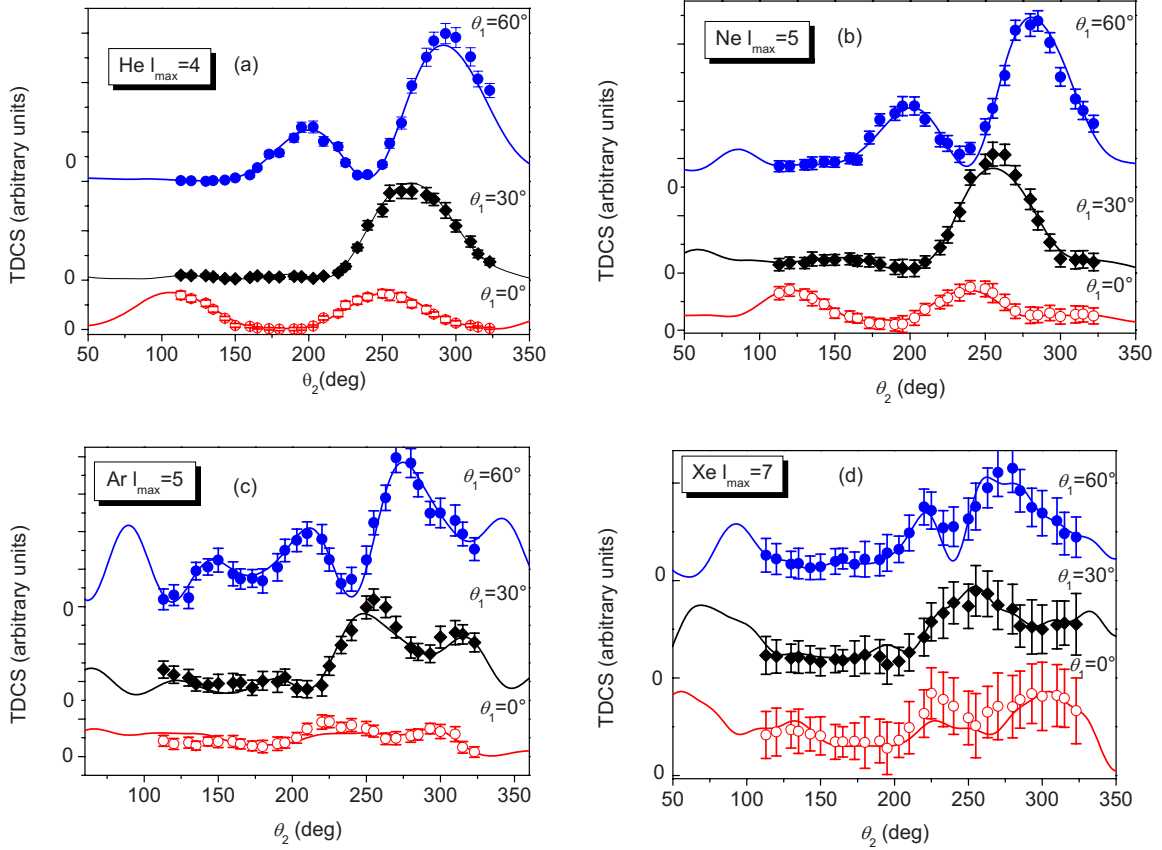 He l_max=4
(a)
θ₁=60°
θ₁=30°
θ₁=0°
TDCS (arbitrary units)
0
0
0
50 100 150 200 250 300 350
θ₂(deg)
Ne l_max=5
(b)
θ₁=60°
θ₁=30°
θ₁=0°
TDCS (arbitrary units)
0
0
0
50 100 150 200 250 300 350
θ₂ (deg)
Ar l_max=5
(c)
θ₁=60°
θ₁=30°
θ₁=0°
TDCS (arbitrary units)
0
0
0
100 150 200 250 300 350
θ₂ (deg)
Xe l_max=7
(d)
θ₁=60°
θ₁=30°
θ₁=0°
TDCS (arbitrary units)
0
0
0
50 100 150 200 250 300 350
θ₂ (deg)